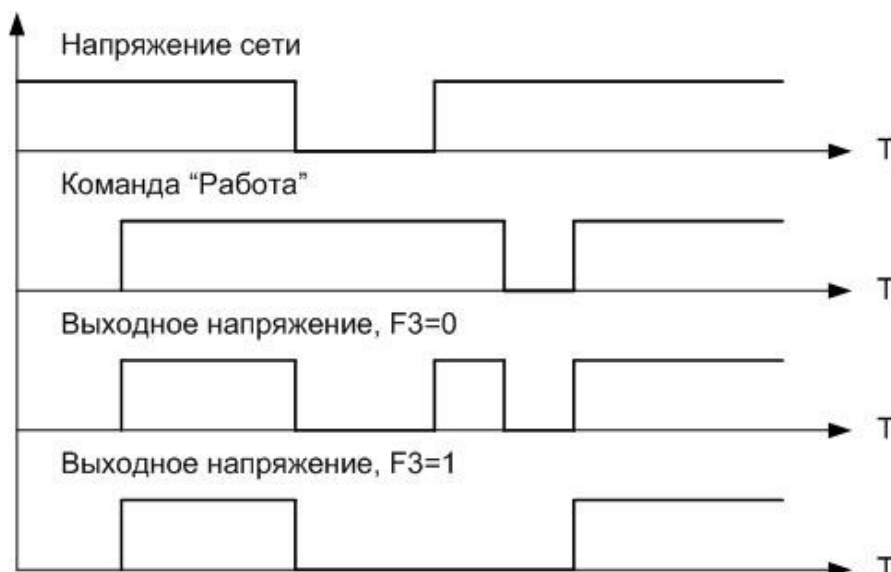 Напряжение сети
T
Команда “Работа”
T
Выходное напряжение, F3=0
T
Выходное напряжение, F3=1
T